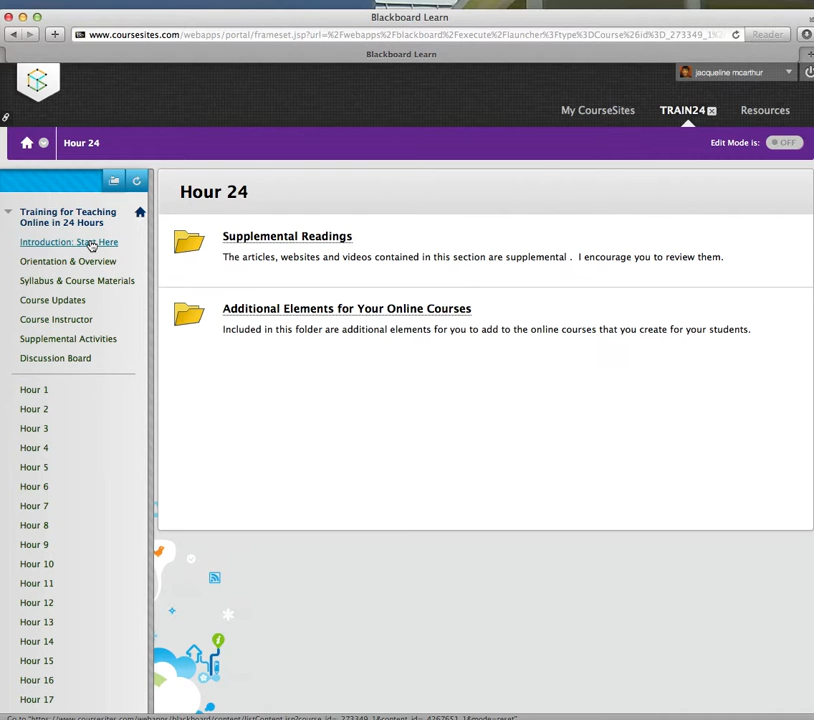 Blackboard Learn
www.coursesites.com/webapps/portal/frameset.jsp?url=%2Fwebapps%2Fblackboard%2Fexecute%2Flauncher%3Ftype%3DCourse%26id%3D_273349_1
Reader
Blackboard Learn
jacqueline mcarthur
My CourseSites
TRAIN24
Resources
Hour 24
Edit Mode is:
OFF
Training for Teaching
Online in 24 Hours
Introduction: Start Here
Orientation & Overview
Syllabus & Course Materials
Course Updates
Course Instructor
Supplemental Activities
Discussion Board
Hour 1
Hour 2
Hour 3
Hour 4
Hour 5
Hour 6
Hour 7
Hour 8
Hour 9
Hour 10
Hour 11
Hour 12
Hour 13
Hour 14
Hour 15
Hour 16
Hour 17
Hour 24
Supplemental Readings
The articles, websites and videos contained in this section are supplemental . I encourage you to review them.
Additional Elements for Your Online Courses
Included in this folder are additional elements for you to add to the online courses that you create for your students.